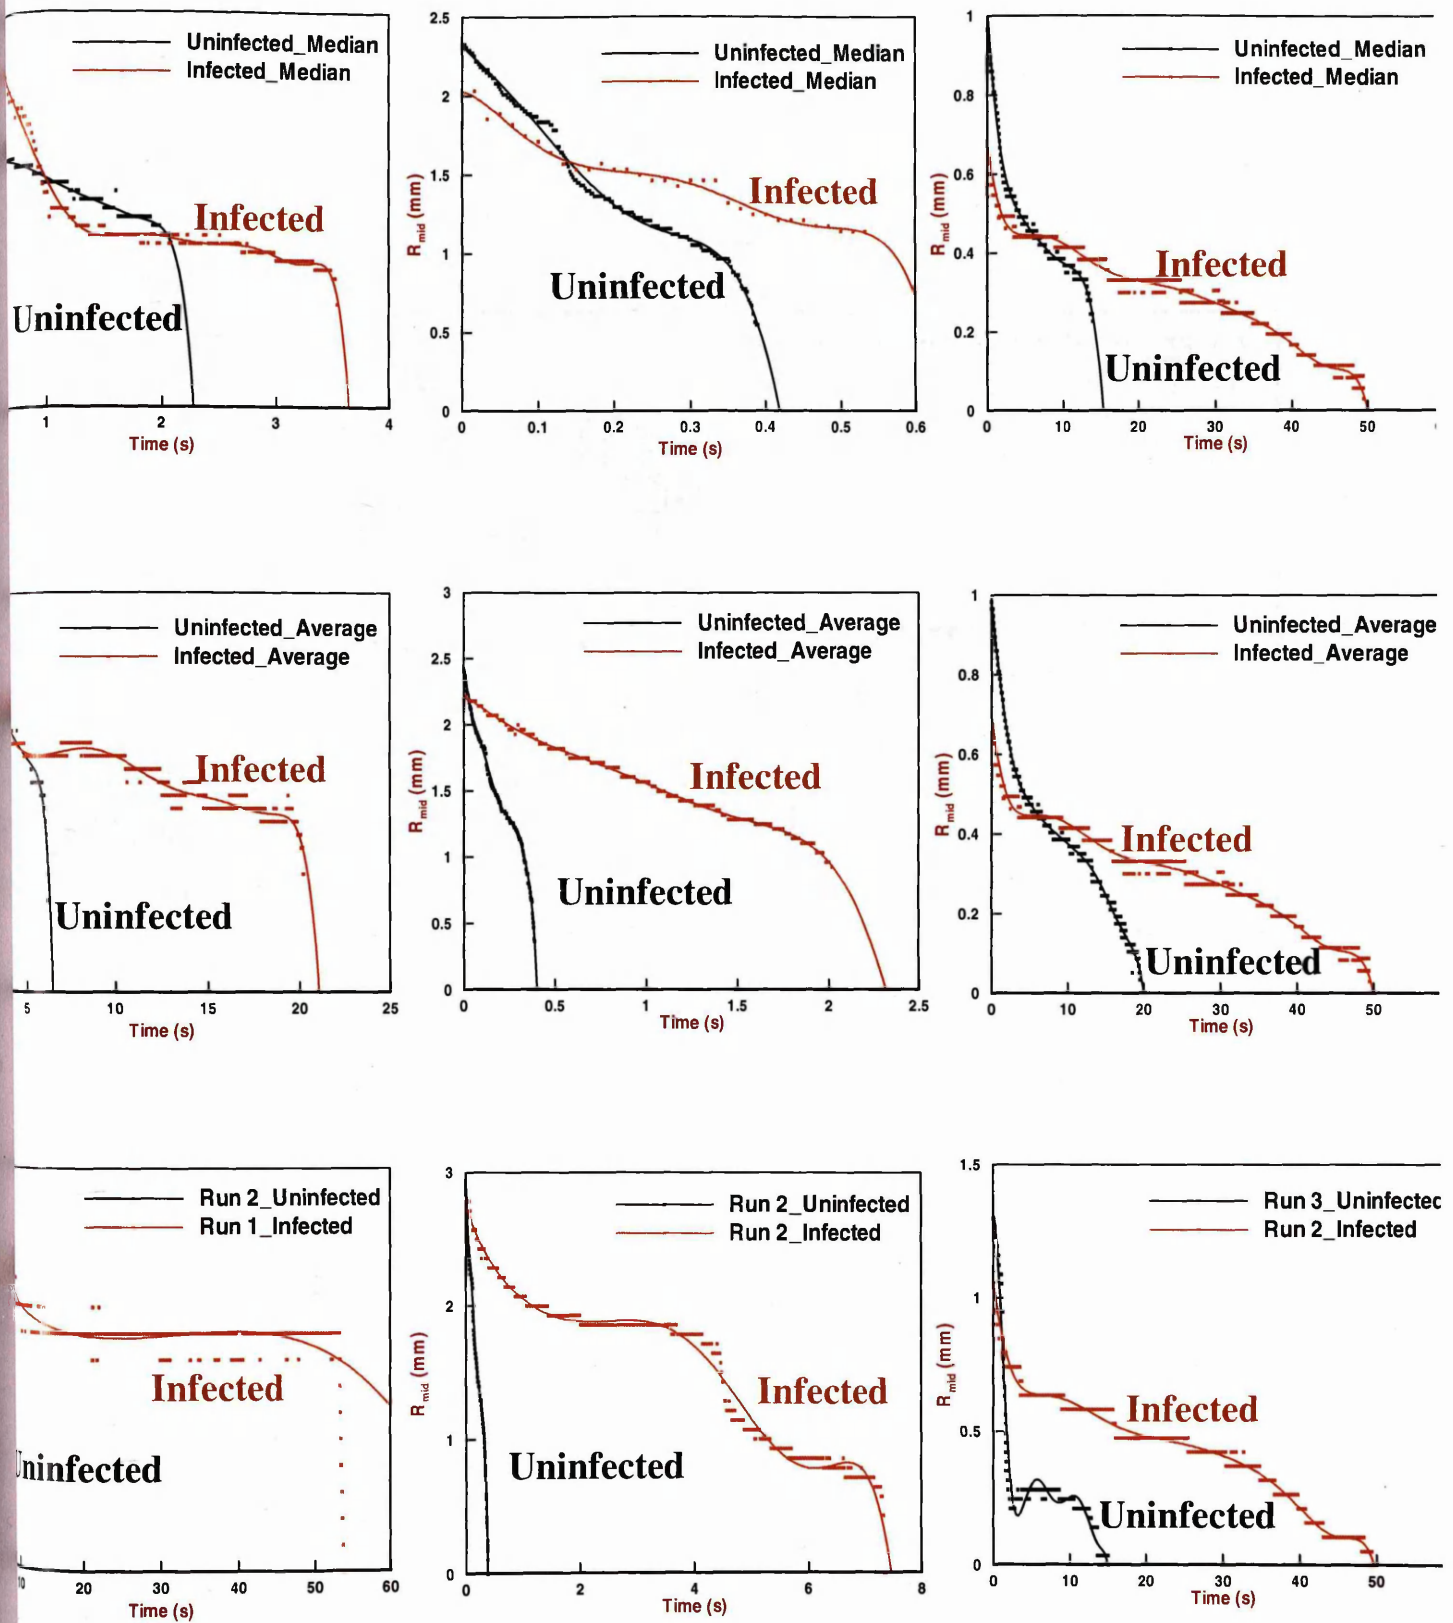 Uninfected_Median
Infected_Median
Infected
Uninfected
1 2 3 4
Time (s)
2.5
2
1.5
1
0.5
0
R_mid (mm)
Uninfected_Median
Infected_Median
Infected
Uninfected
0 0.1 0.2 0.3 0.4 0.5 0.6
Time (s)
1
0.8
0.6
0.4
0.2
0
R_mid (mm)
Uninfected_Median
Infected_Median
Infected
Uninfected
0 10 20 30 40 50
Time (s)
Uninfected_Average
Infected_Average
Infected
Uninfected
5 10 15 20 25
Time (s)
3
2.5
2
1.5
1
0.5
0
R_mid (mm)
Uninfected_Average
Infected_Average
Infected
Uninfected
0 0.5 1 1.5 2 2.5
Time (s)
1
0.8
0.6
0.4
0.2
0
R_mid (mm)
Uninfected_Average
Infected_Average
Infected
Uninfected
0 10 20 30 40 50
Time (s)
Run 2_Uninfected
Run 1_Infected
Infected
Uninfected
10 20 30 40 50 60
Time (s)
3
2
1
0
R_mid (mm)
Run 2_Uninfected
Run 2_Infected
Infected
Uninfected
0 2 4 6 8
Time (s)
1.5
1
0.5
0
R_mid (mm)
Run 3_Uninfected
Run 2_Infected
Infected
Uninfected
0 10 20 30 40 50
Time (s)